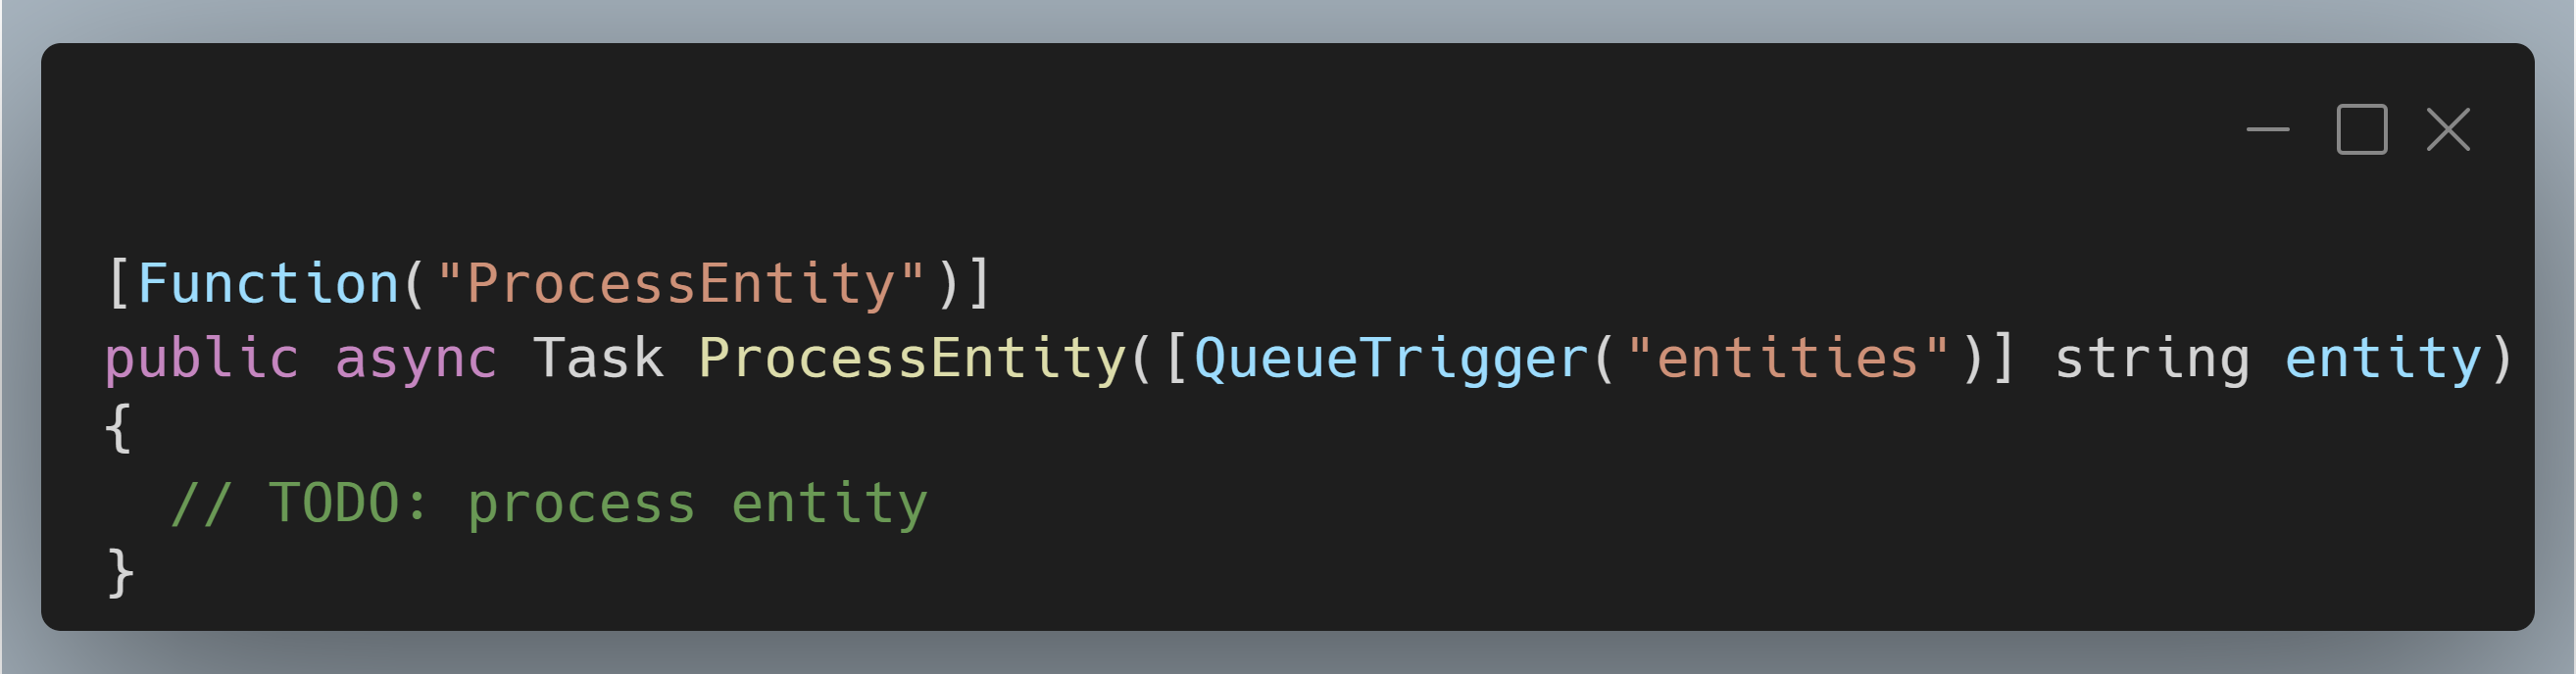 [Function("ProcessEntity")]
public async Task ProcessEntity([QueueTrigger("entities")] string entity)
{
  // TODO: process entity
}